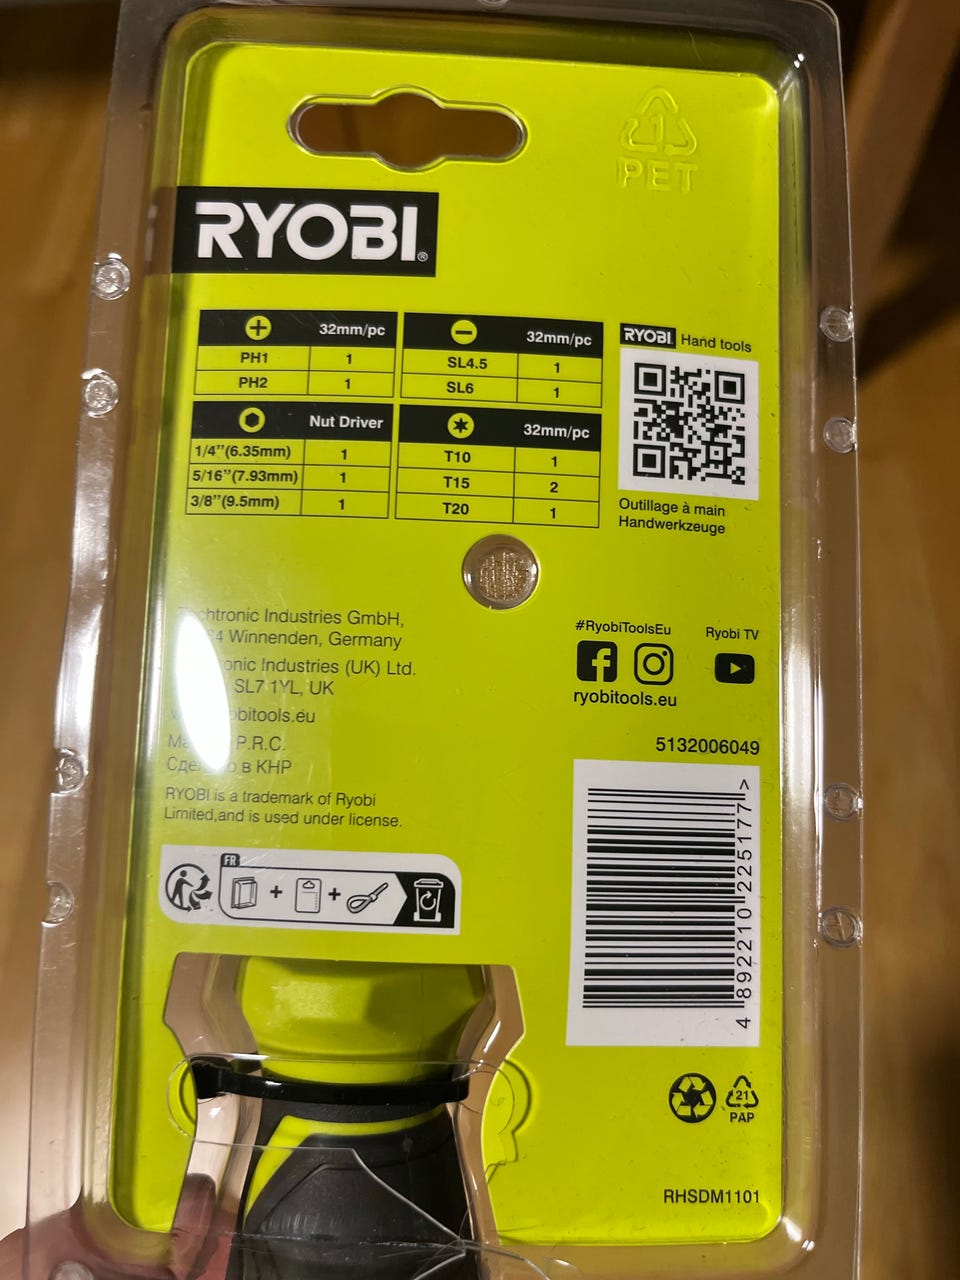 1
PET
RYOBI®
32mm/pc
PH1 1
PH2 1
32mm/pc
SL4.5 1
SL6 1
Nut Driver
1/4’’(6.35mm) 1
5/16’’(7.93mm) 1
3/8’’(9.5mm) 1
32mm/pc
T10 1
T15 2
T20 1
RYOBI Hand tools
Outillage à main
Handwerkzeuge
Industries GmbH,
Winnenden, Germany
Industries (UK) Ltd.
SL7 1YL, UK
P.R.C.
в КНР
RYOBI is a trademark of Ryobi
Limited,and is used under license.
#RyobiToolsEu
Ryobi TV
ryobitools.eu
5132006049
4 892210 225177 >
FR
21
PAP
RHSDM1101